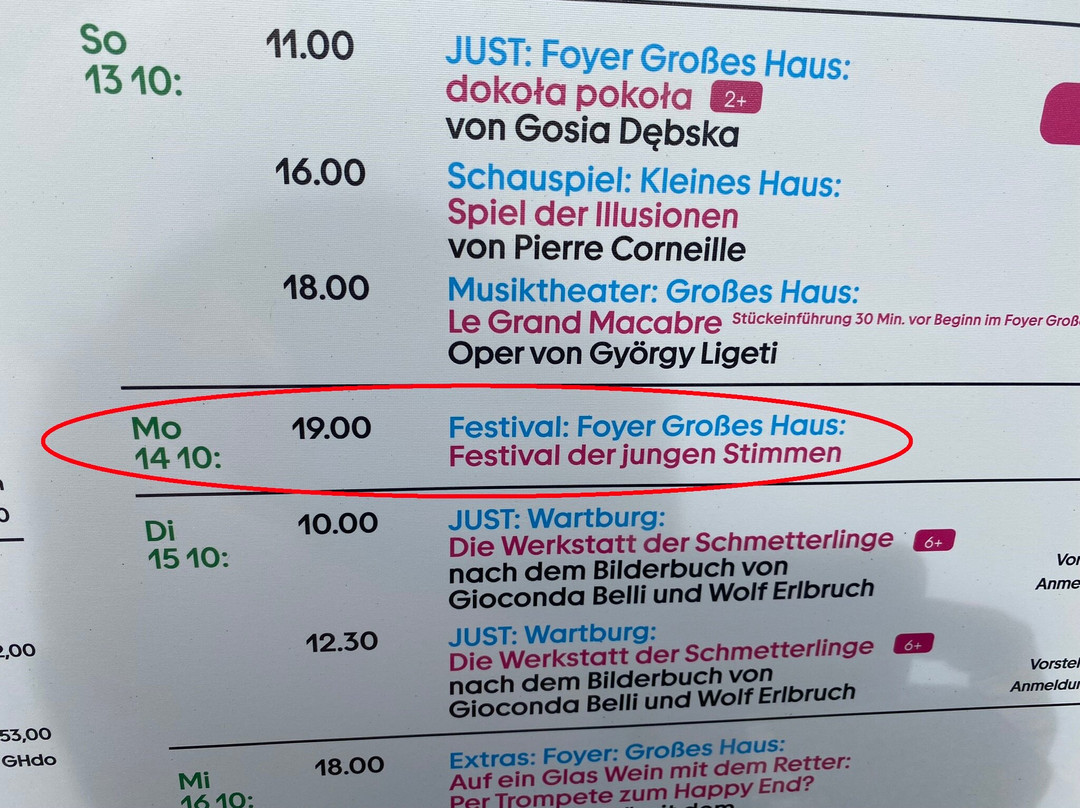 So 11.00 JUST: Foyer Großes Haus:
13 10: dokoła pokoła 2+
von Gosia Dębska
16.00 Schauspiel: Kleines Haus:
Spiel der Illusionen
von Pierre Corneille
18.00 Musiktheater: Großes Haus:
Le Grand Macabre Stückeinführung 30 Min. vor Beginn im Foyer
Oper von György Ligeti
Mo 19.00 Festival: Foyer Großes Haus:
14 10: Festival der jungen Stimmen
Di 10.00 JUST: Wartburg:
15 10: Die Werkstatt der Schmetterlinge 6+
nach dem Bilderbuch von
Gioconda Belli und Wolf Erlbruch
12.30 JUST: Wartburg:
Die Werkstatt der Schmetterlinge 6+
nach dem Bilderbuch von
Gioconda Belli und Wolf Erlbruch
Mi 18.00 Extras: Foyer: Großes Haus:
16 10: Auf ein Glas Wein mit dem Retter:
Per Trompete zum Happy End?
53,00
GHdo